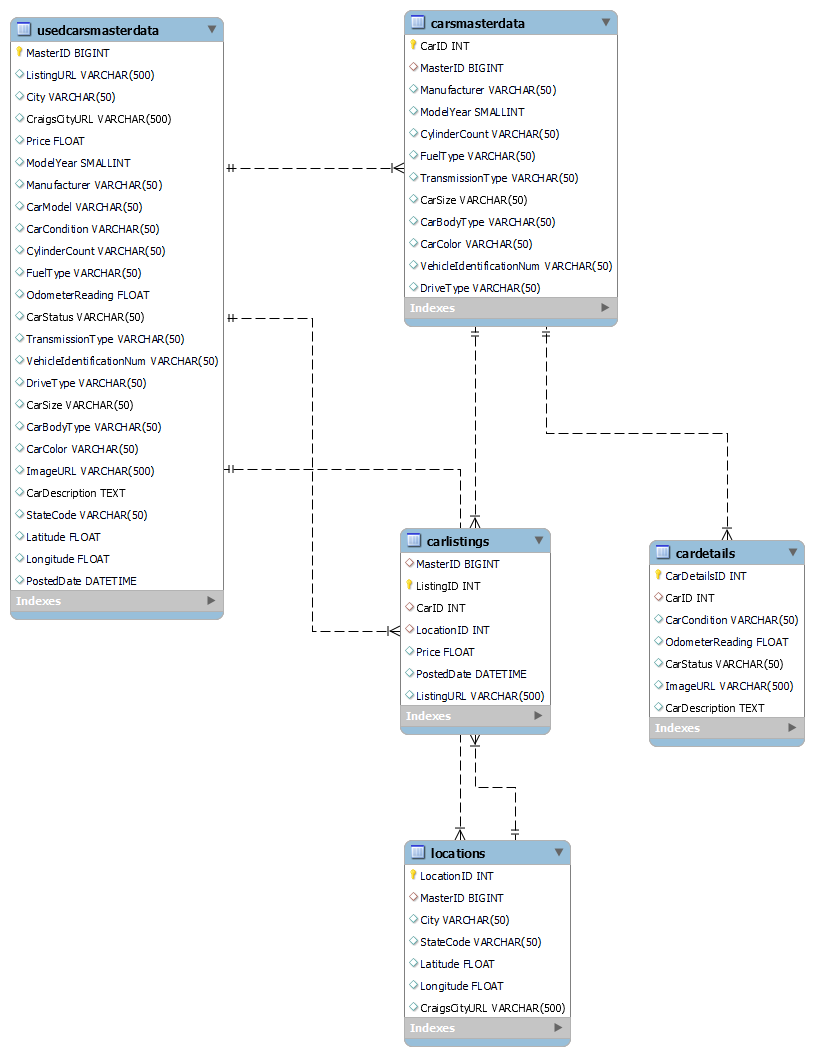 usedcarsmasterdata
MasterID BIGINT
ListingURL VARCHAR(500)
City VARCHAR(50)
CraigsCityURL VARCHAR(500)
Price FLOAT
ModelYear SMALLINT
Manufacturer VARCHAR(50)
CarModel VARCHAR(50)
CarCondition VARCHAR(50)
CylinderCount VARCHAR(50)
FuelType VARCHAR(50)
OdometerReading FLOAT
CarStatus VARCHAR(50)
TransmissionType VARCHAR(50)
VehicleIdentificationNum VARCHAR(50)
DriveType VARCHAR(50)
CarSize VARCHAR(50)
CarBodyType VARCHAR(50)
CarColor VARCHAR(50)
ImageURL VARCHAR(500)
CarDescription TEXT
StateCode VARCHAR(50)
Latitude FLOAT
Longitude FLOAT
PostedDate DATETIME
Indexes
carsmasterdata
CarID INT
MasterID BIGINT
Manufacturer VARCHAR(50)
ModelYear SMALLINT
CylinderCount VARCHAR(50)
FuelType VARCHAR(50)
TransmissionType VARCHAR(50)
CarSize VARCHAR(50)
CarBodyType VARCHAR(50)
CarColor VARCHAR(50)
VehicleIdentificationNum VARCHAR(50)
DriveType VARCHAR(50)
Indexes
carlistings
MasterID BIGINT
ListingID INT
CarID INT
LocationID INT
Price FLOAT
PostedDate DATETIME
ListingURL VARCHAR(500)
Indexes
cardetails
CarDetailsID INT
CarID INT
CarCondition VARCHAR(50)
OdometerReading FLOAT
CarStatus VARCHAR(50)
ImageURL VARCHAR(500)
CarDescription TEXT
Indexes
locations
LocationID INT
MasterID BIGINT
City VARCHAR(50)
StateCode VARCHAR(50)
Latitude FLOAT
Longitude FLOAT
CraigsCityURL VARCHAR(500)
Indexes